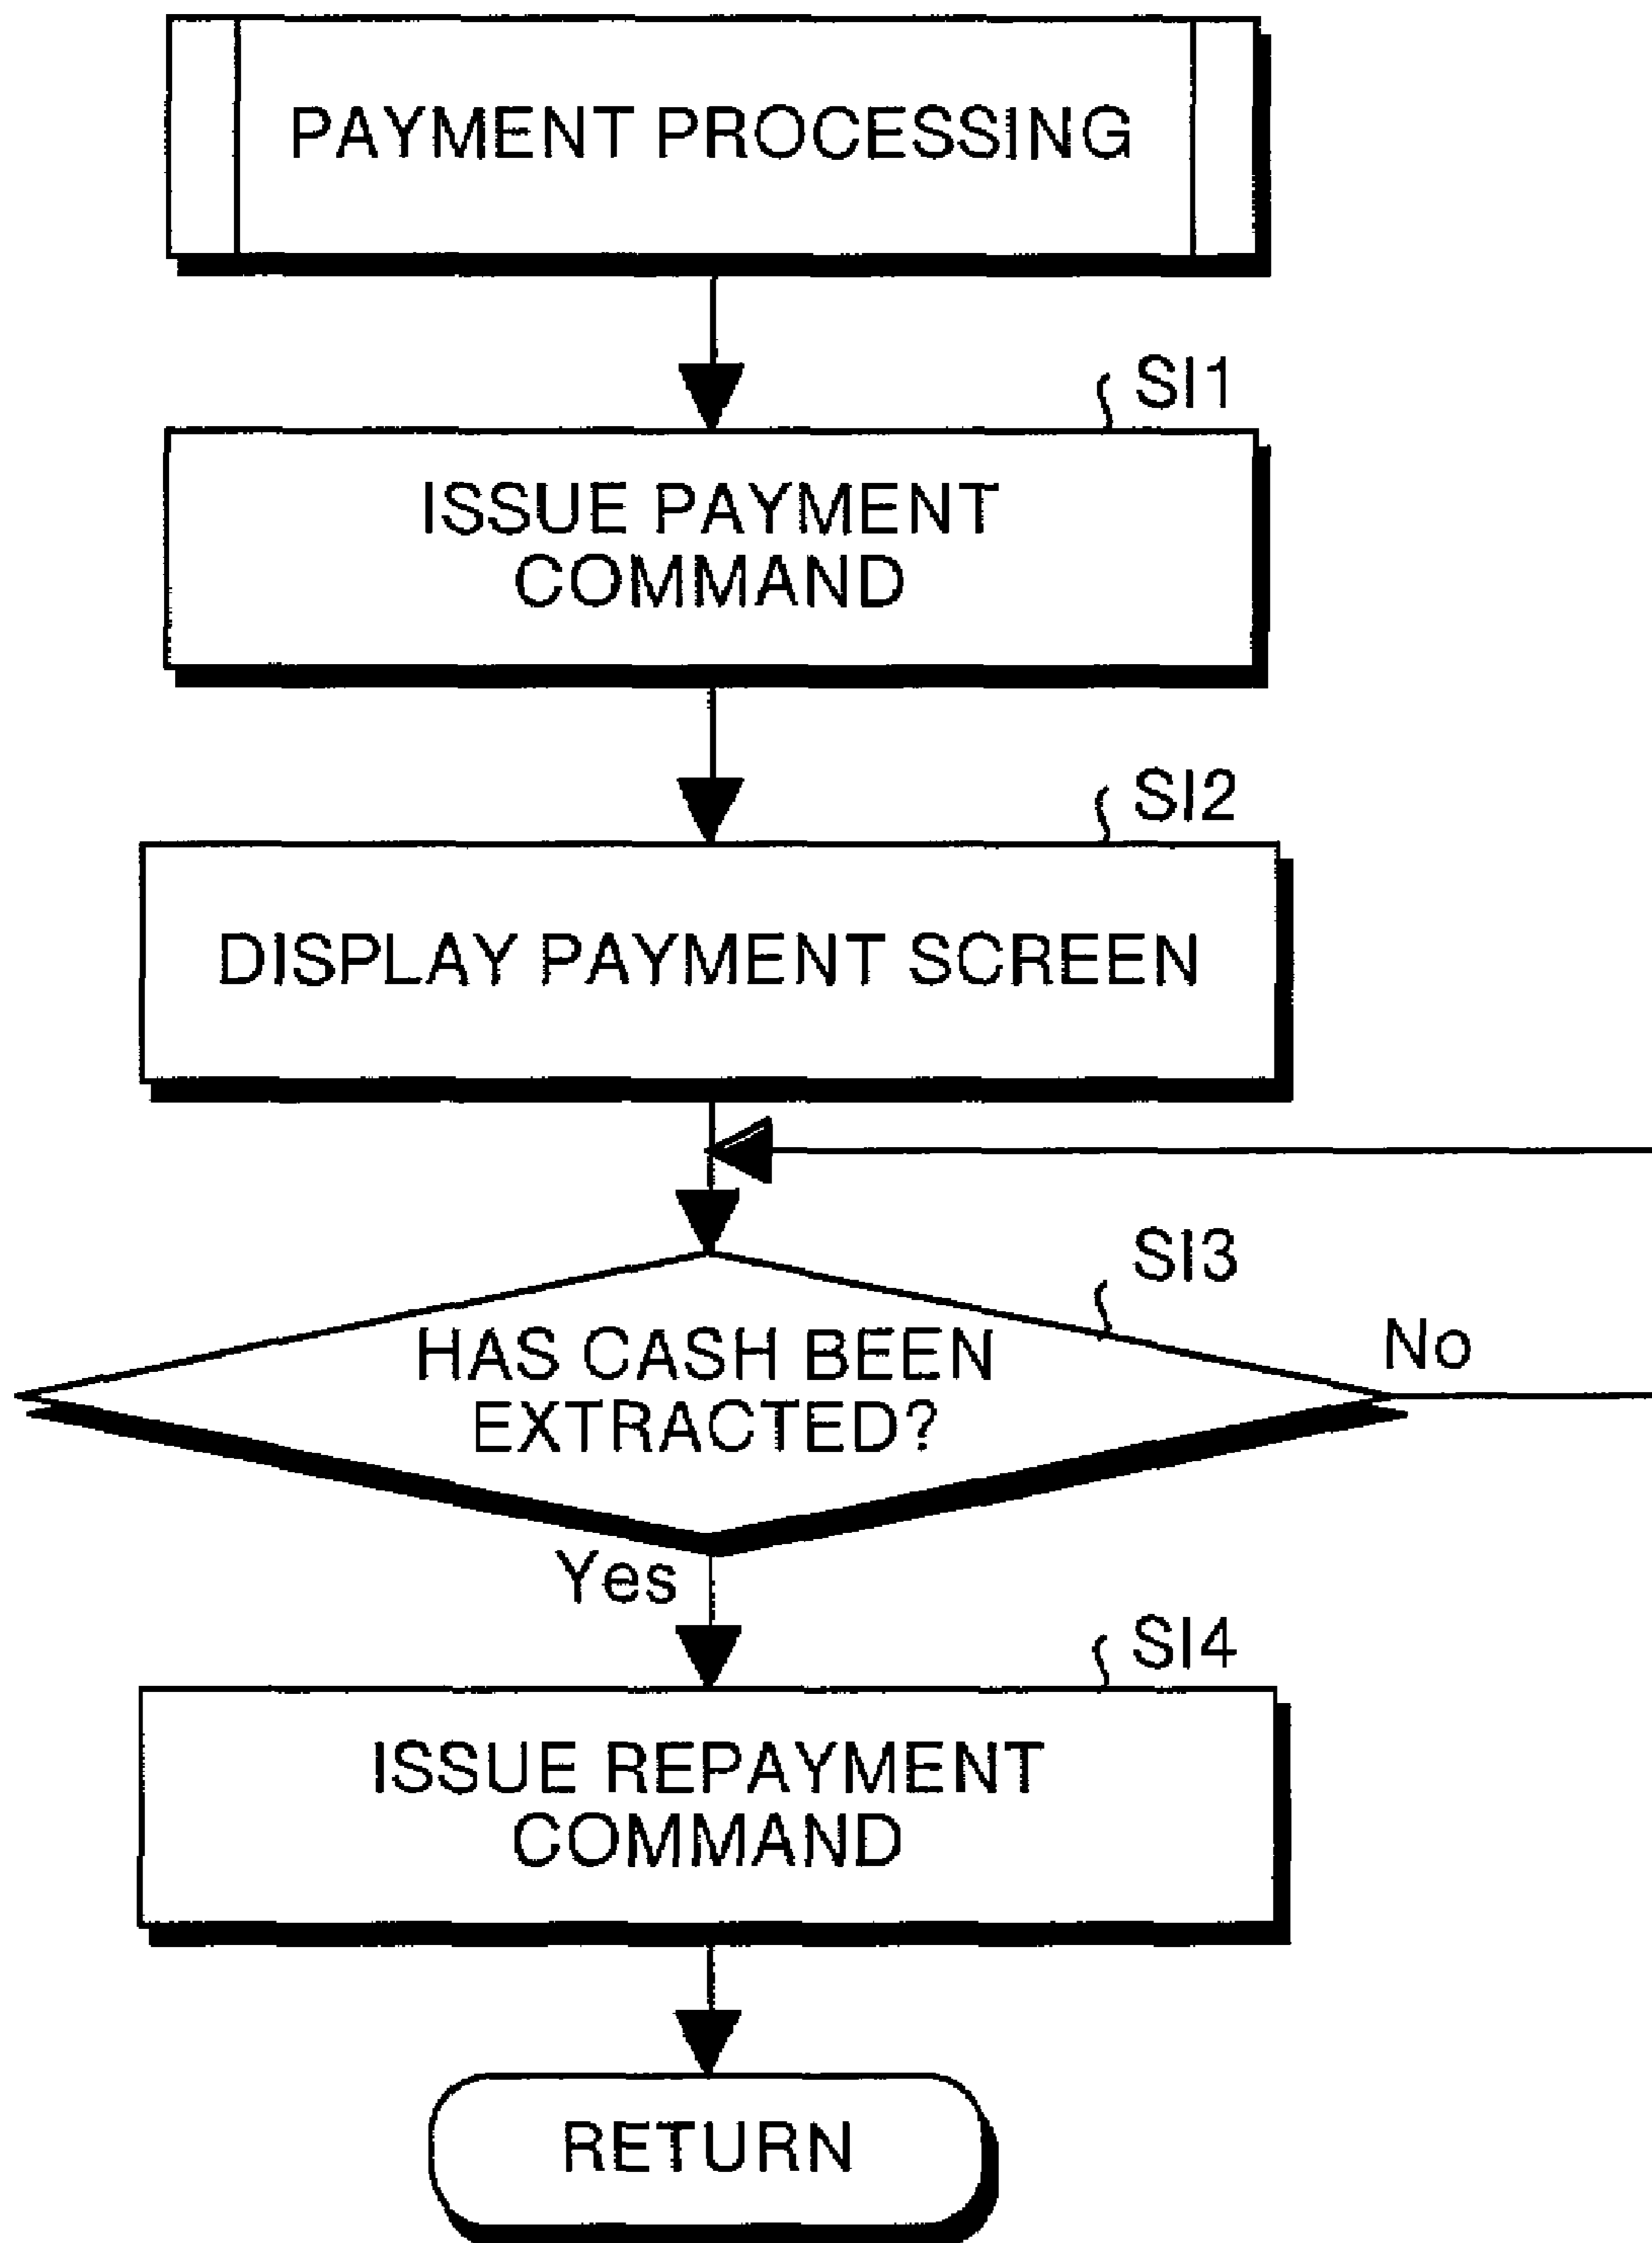 PAYMENT PROCESSING
SI1
ISSUE PAYMENT
COMMAND
SI2
DISPLAY PAYMENT SCREEN
SI3
HAS CASH BEEN
EXTRACTED?
No
Yes
SI4
ISSUE REPAYMENT
COMMAND
RETURN